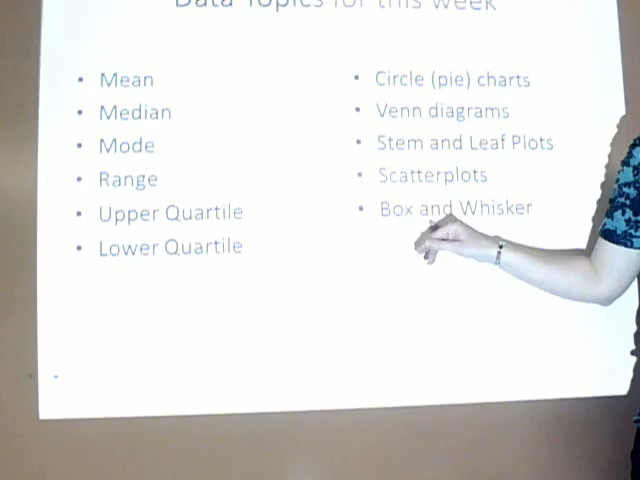 Data Topics for this week
• Mean
• Median
• Mode
• Range
• Upper Quartile
• Lower Quartile
• Circle (pie) charts
• Venn diagrams
• Stem and Leaf Plots
• Scatterplots
• Box and Whisker